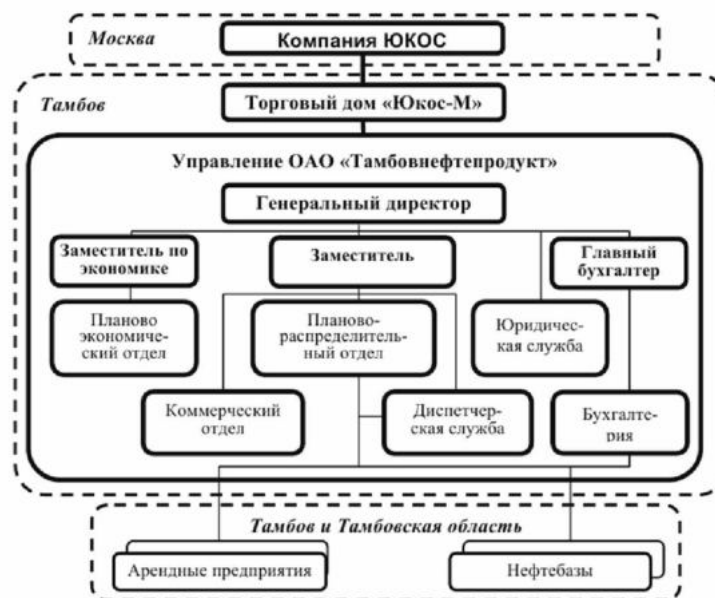 Москва
Компания ЮКОС
Тамбов
Торговый дом «Юкос-М»
Управление ОАО «Тамбовнефтепродукт»
Генеральный директор
Заместитель по
экономике
Заместитель
Главный
бухгалтер
Планово
экономиче-
ский отдел
Планово-
распределитель-
ный отдел
Юридичес-
кая служба
Коммерческий
отдел
Диспетчер-
ская служба
Бухгалте-
рия
Тамбов и Тамбовская область
Арендные предприятия
Нефтебазы